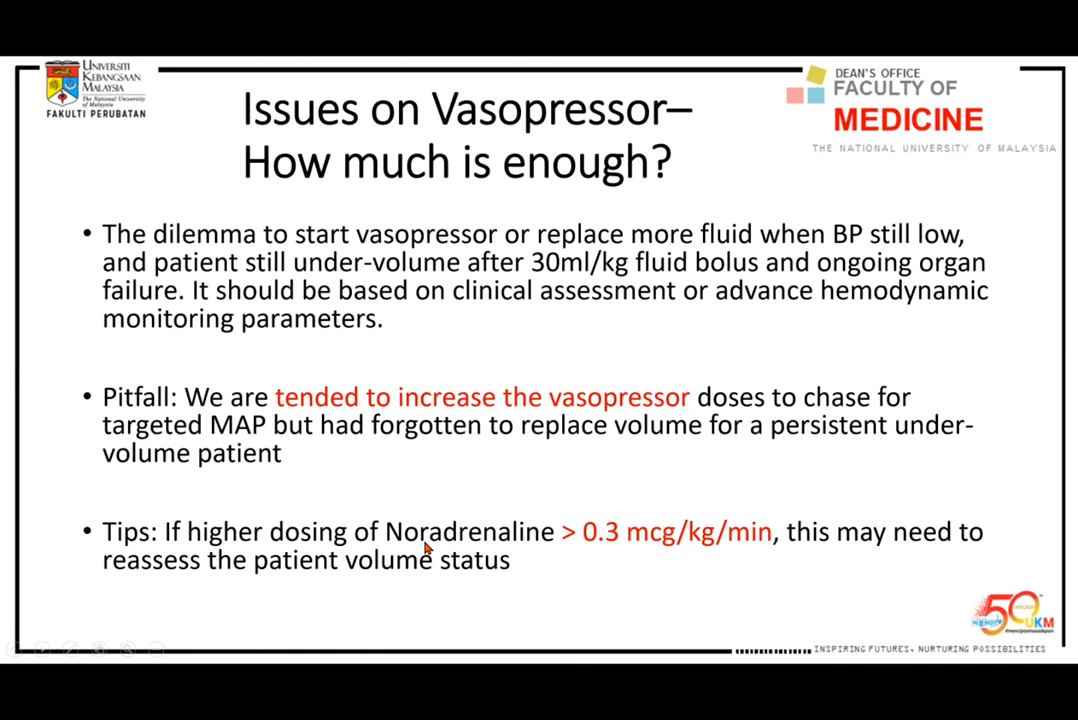 UNIVERSITI
KEBANGSAAN
MALAYSIA
The National University
of Malaysia
FAKULTI PERUBATAN
DEAN'S OFFICE
FACULTY OF
MEDICINE
THE NATIONAL UNIVERSITY OF MALAYSIA
Issues on Vasopressor–
How much is enough?
• The dilemma to start vasopressor or replace more fluid when BP still low,
and patient still under-volume after 30ml/kg fluid bolus and ongoing organ
failure. It should be based on clinical assessment or advance hemodynamic
monitoring parameters.
• Pitfall: We are tended to increase the vasopressor doses to chase for
targeted MAP but had forgotten to replace volume for a persistent under-
volume patient
• Tips: If higher dosing of Noradrenaline > 0.3 mcg/kg/min, this may need to
reassess the patient volume status
50
UKM
INSPIRING FUTURES, NURTURING POSSIBILITIES